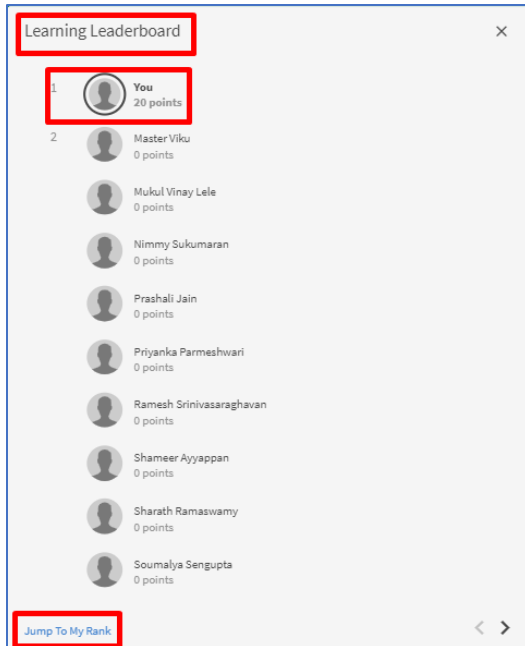 Learning Leaderboard
1
You
20 points
2
Master Viku
0 points
Mukul Vinay Lele
0 points
Nimmy Sukumaran
0 points
Prashali Jain
0 points
Priyanka Parmeshwari
0 points
Ramesh Srinivasaraghavan
0 points
Shameer Ayyappan
0 points
Sharath Ramaswamy
0 points
Soumalya Sengupta
0 points
Jump To My Rank